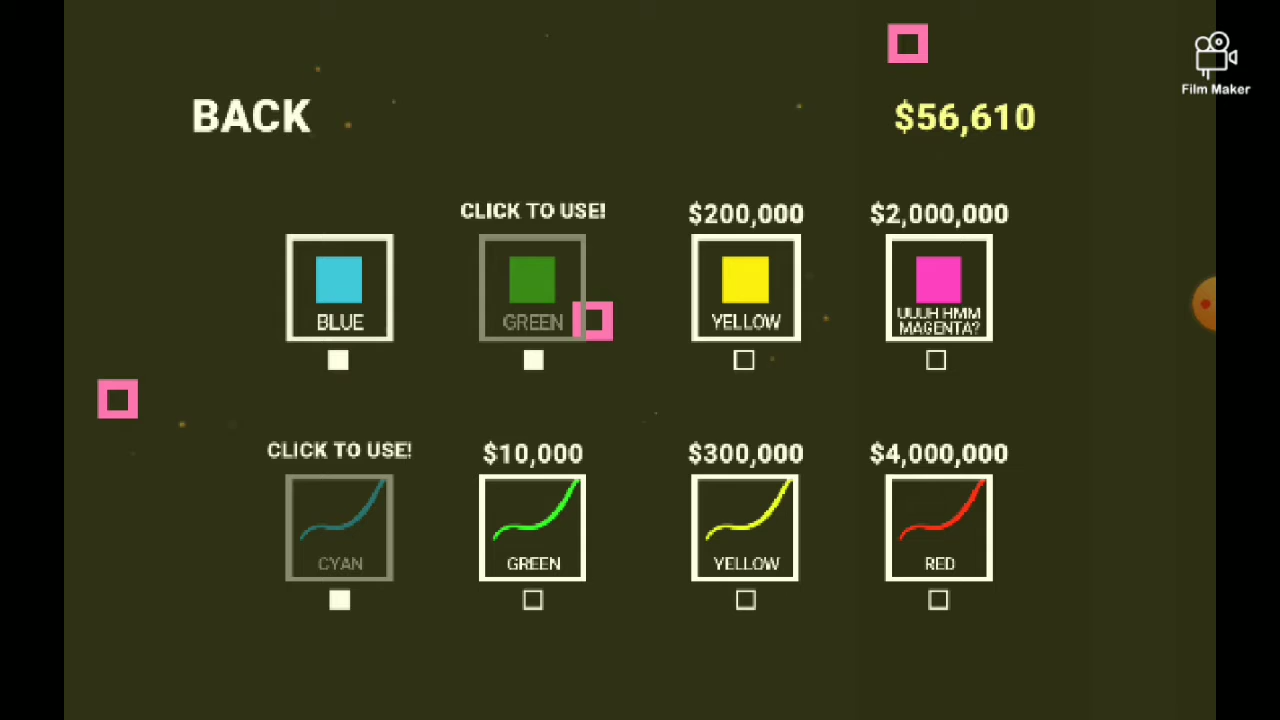 Film Maker
BACK
$56,610
CLICK TO USE!
$200,000
$2,000,000
BLUE
GREEN
YELLOW
UUUH HMM
MAGENTA?
CLICK TO USE!
$10,000
$300,000
$4,000,000
CYAN
GREEN
YELLOW
RED